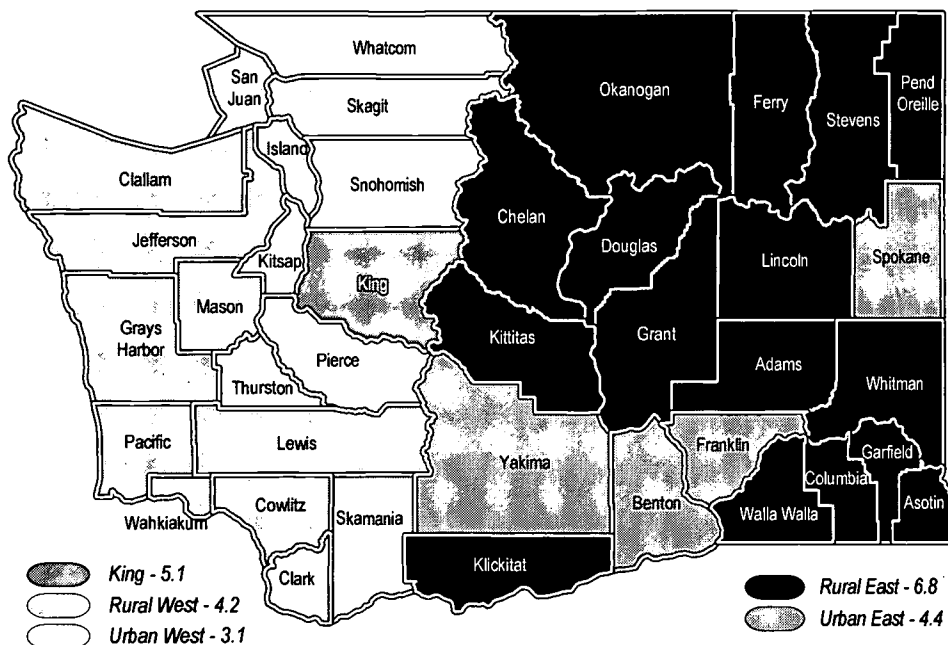 Whatcom
San
Juan
Skagit
Okanogan
Ferry
Stevens
Pend
Oreille
Island
Clallam
Snohomish
Chelan
Douglas
Jefferson
Kitsap
King
Lincoln
Spokane
Mason
Grays
Harbor
Kittitas
Grant
Pierce
Thurston
Adams
Whitman
Pacific
Lewis
Yakima
Franklin
Garfield
Columbia
Benton
Asotin
Wahkiakum
Cowlitz
Skamania
Walla Walla
Klickitat
Clark
King - 5.1
Rural West - 4.2
Urban West - 3.1
Rural East - 6.8
Urban East - 4.4